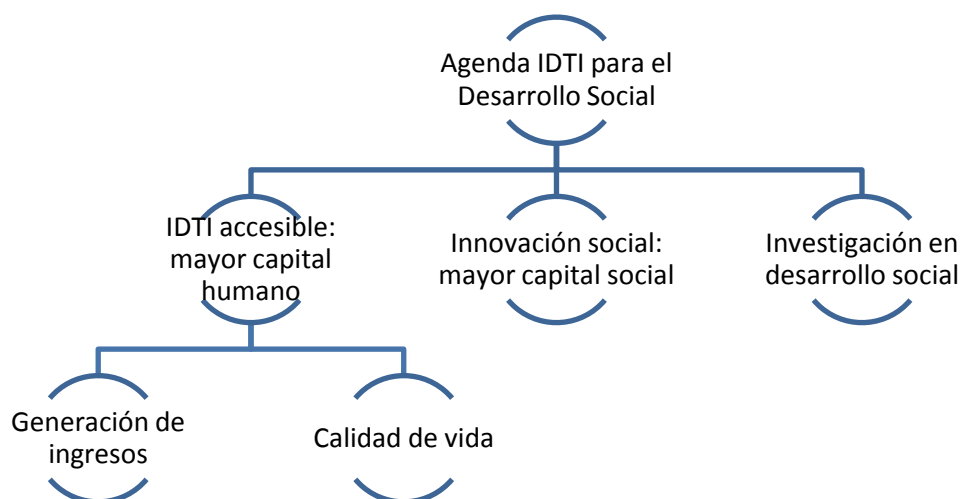 Agenda IDTI para el
Desarrollo Social
IDTI accesible:
mayor capital
humano
Innovación social:
mayor capital social
Investigación en
desarrollo social
Generación de
ingresos
Calidad de vida